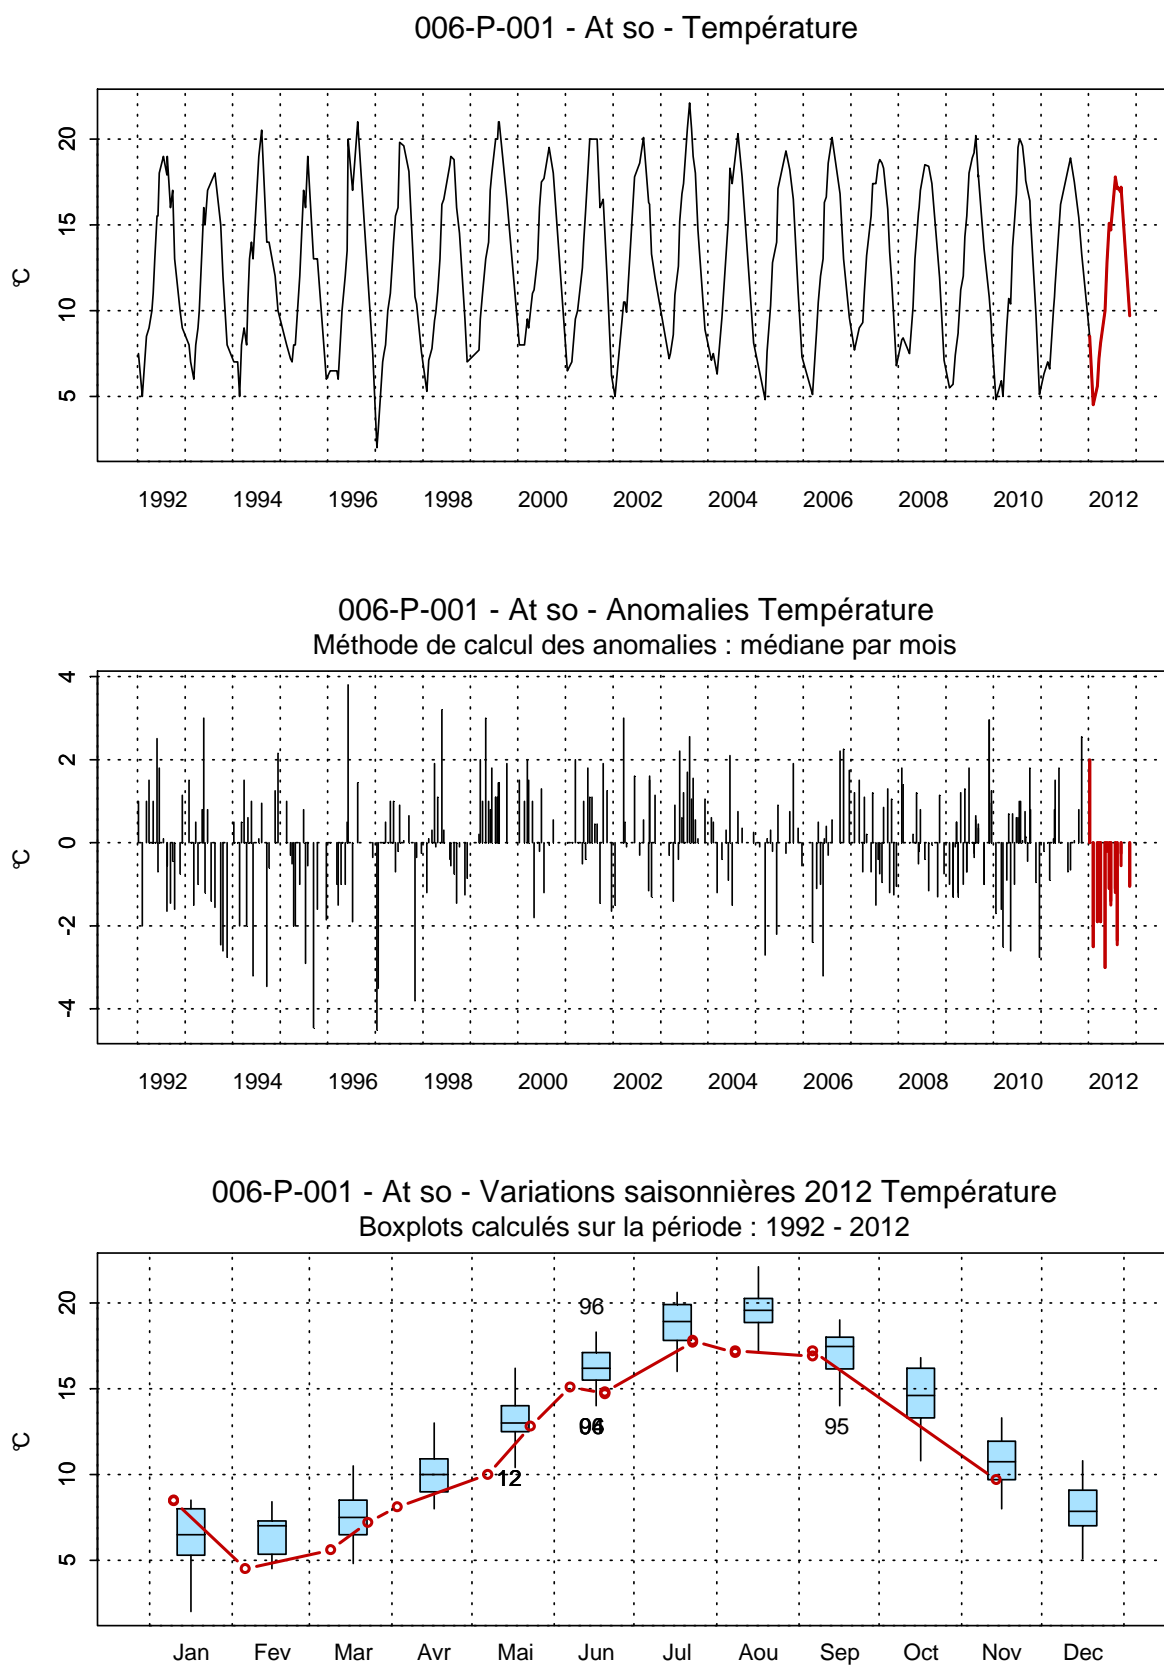 006-P-001 - At so - Température
20
15
10
5
°C
1992 1994 1996 1998 2000 2002 2004 2006 2008 2010 2012
006-P-001 - At so - Anomalies Température
Méthode de calcul des anomalies : médiane par mois
4
2
0
-2
-4
°C
1992 1994 1996 1998 2000 2002 2004 2006 2008 2010 2012
006-P-001 - At so - Variations saisonnières 2012 Température
Boxplots calculés sur la période : 1992 - 2012
20
15
10
5
°C
96
95
12
Jan Fev Mar Avr Mai Jun Jul Aou Sep Oct Nov Dec